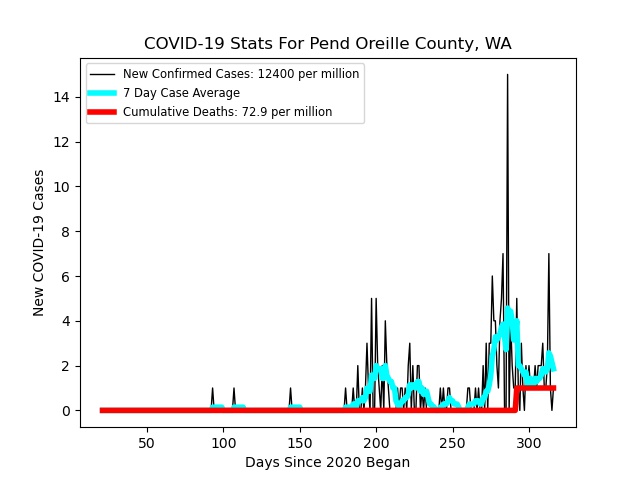 COVID-19 Stats For Pend Oreille County, WA
New Confirmed Cases: 12400 per million
7 Day Case Average
Cumulative Deaths: 72.9 per million
New COVID-19 Cases
14
12
10
8
6
4
2
0
50 100 150 200 250 300
Days Since 2020 Began